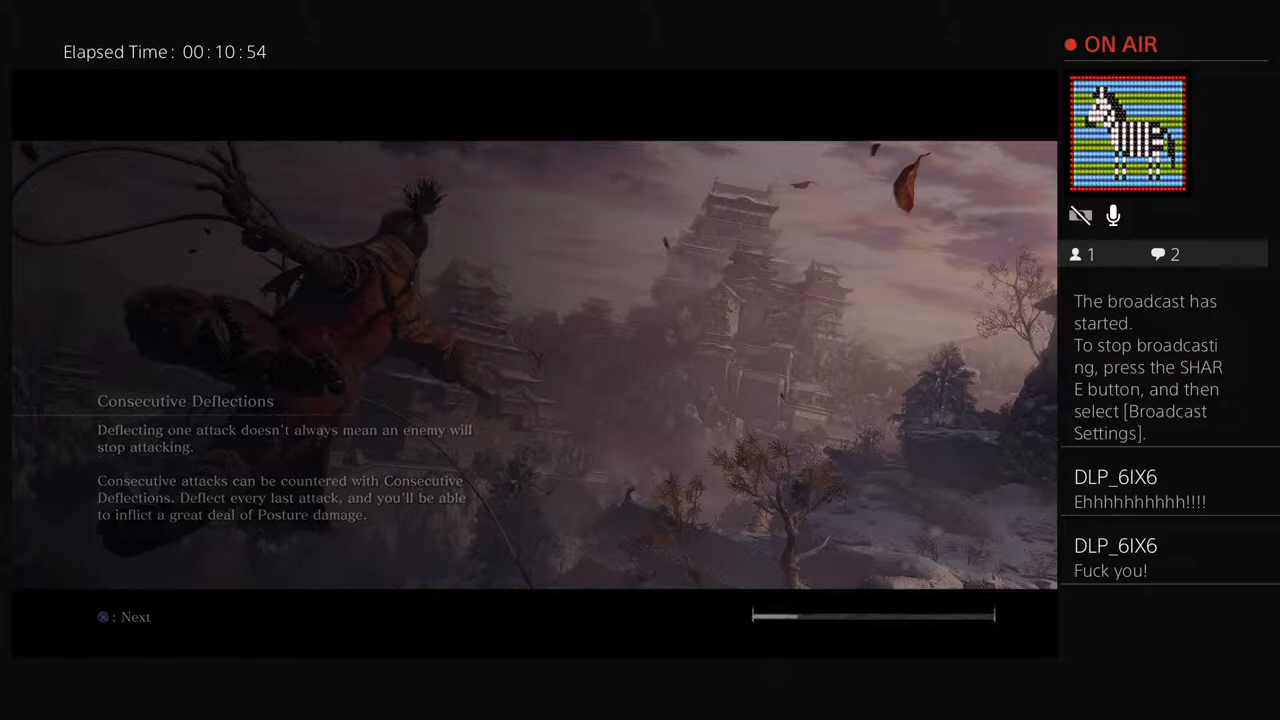 Elapsed Time: 00:10:54
ON AIR
1
2
The broadcast has
started.
To stop broadcasti
ng, press the SHAR
E button, and then
select [Broadcast
Settings].
DLP_6IX6
Ehhhhhhhhhh!!!!
DLP_6IX6
Fuck you!
Consecutive Deflections
Deflecting one attack doesn't always mean an enemy will
stop attacking.
Consecutive attacks can be countered with Consecutive
Deflections. Deflect every last attack, and you'll be able
to inflict a great deal of Posture damage.
: Next